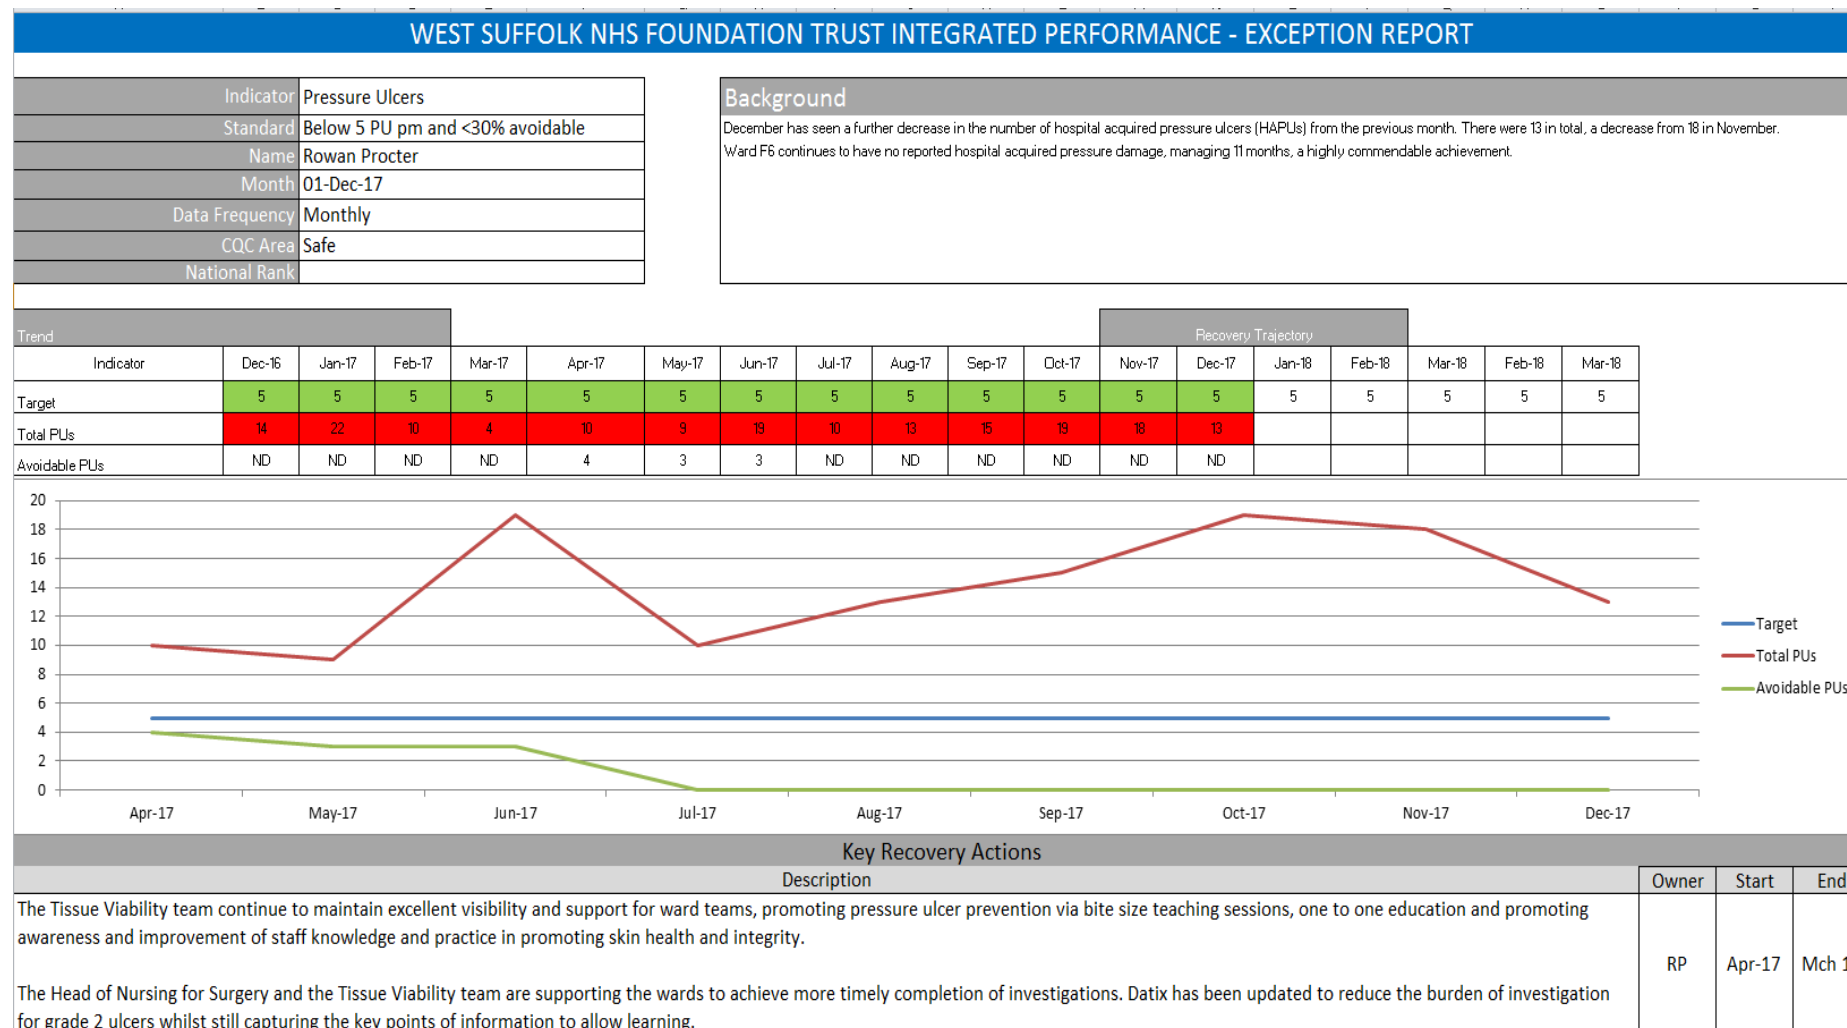 WEST SUFFOLK NHS FOUNDATION TRUST INTEGRATED PERFORMANCE - EXCEPTION REPORT
Indicator Pressure Ulcers
Standard Below 5 PU pm and <30% avoidable
Name Rowan Procter
Month 01-Dec-17
Data Frequency Monthly
CQC Area Safe
National Rank
Background
December has seen a further decrease in the number of hospital acquired pressure ulcers (HAPUs) from the previous month. There were 13 in total, a decrease from 18 in November.
Ward F6 continues to have no reported hospital acquired pressure damage, managing 11 months, a highly commendable achievement.
Trend Recovery Trajectory
Indicator Dec-16 Jan-17 Feb-17 Mar-17 Apr-17 May-17 Jun-17 Jul-17 Aug-17 Sep-17 Oct-17 Nov-17 Dec-17 Jan-18 Feb-18 Mar-18 Feb-18 Mar-18
Target 5 5 5 5 5 5 5 5 5 5 5 5 5 5 5 5 5 5
Total PUs 14 22 10 4 10 9 19 10 13 15 19 18 13
Avoidable PUs ND ND ND ND 4 3 3 ND ND ND ND ND ND
20
18
16
14
12
10
8
6
4
2
0
Apr-17 May-17 Jun-17 Jul-17 Aug-17 Sep-17 Oct-17 Nov-17 Dec-17
Target
Total PUs
Avoidable PUs
Key Recovery Actions
Description Owner Start End
The Tissue Viability team continue to maintain excellent visibility and support for ward teams, promoting pressure ulcer prevention via bite size teaching sessions, one to one education and promoting
awareness and improvement of staff knowledge and practice in promoting skin health and integrity.
RP Apr-17 Mch 1
The Head of Nursing for Surgery and the Tissue Viability team are supporting the wards to achieve more timely completion of investigations. Datix has been updated to reduce the burden of investigation
for grade 2 ulcers whilst still capturing the key points of information to allow learning.